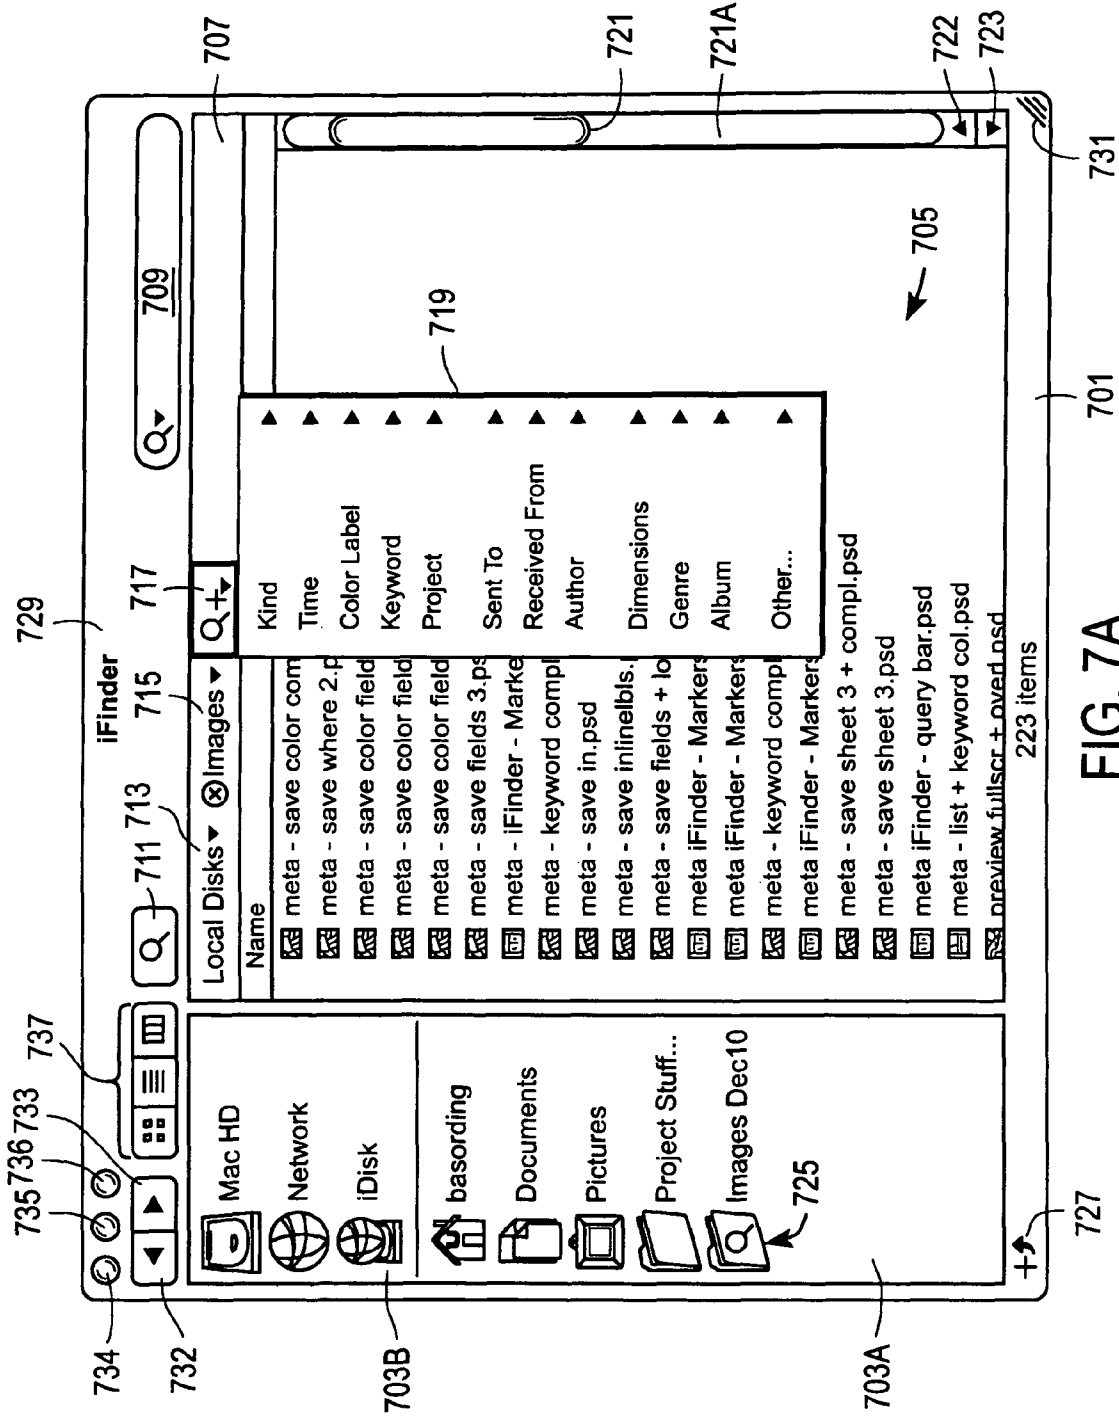 729
iFinder
734
735
736
733
732
737
711
713
715
717
709
707
Local Disks
Images
Name
Mac HD
Network
iDisk
basording
Documents
Pictures
Project Stuff...
Images Dec10
725
703B
703A
727
meta - save color com
meta - save where 2.p
meta - save color field
meta - save color field
meta - save color field
meta - save fields 3.ps
meta - iFinder - Marke
meta - keyword compl
meta - save in.psd
meta - save inlinelbls.
meta - save fields + lo
meta iFinder - Markers
meta iFinder - Markers
meta - keyword compl
meta iFinder - Markers
meta - save sheet 3 + compl.psd
meta - save sheet 3.psd
meta iFinder - query bar.psd
meta - list + keyword col.psd
preview fullscr + overl.psd
Kind
Time
Color Label
Keyword
Project
Sent To
Received From
Author
Dimensions
Genre
Album
Other...
719
705
721
721A
722
723
731
701
223 items
FIG. 7A